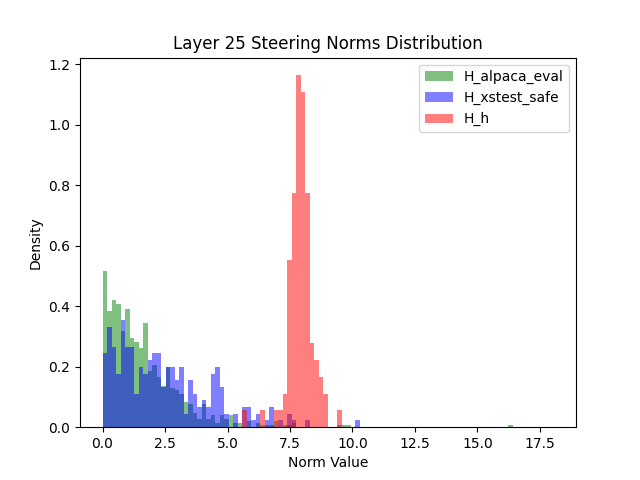 Layer 25 Steering Norms Distribution
H_alpaca_eval
H_xstest_safe
H_h
1.2
1.0
0.8
0.6
0.4
0.2
0.0
Density
0.0 2.5 5.0 7.5 10.0 12.5 15.0 17.5
Norm Value